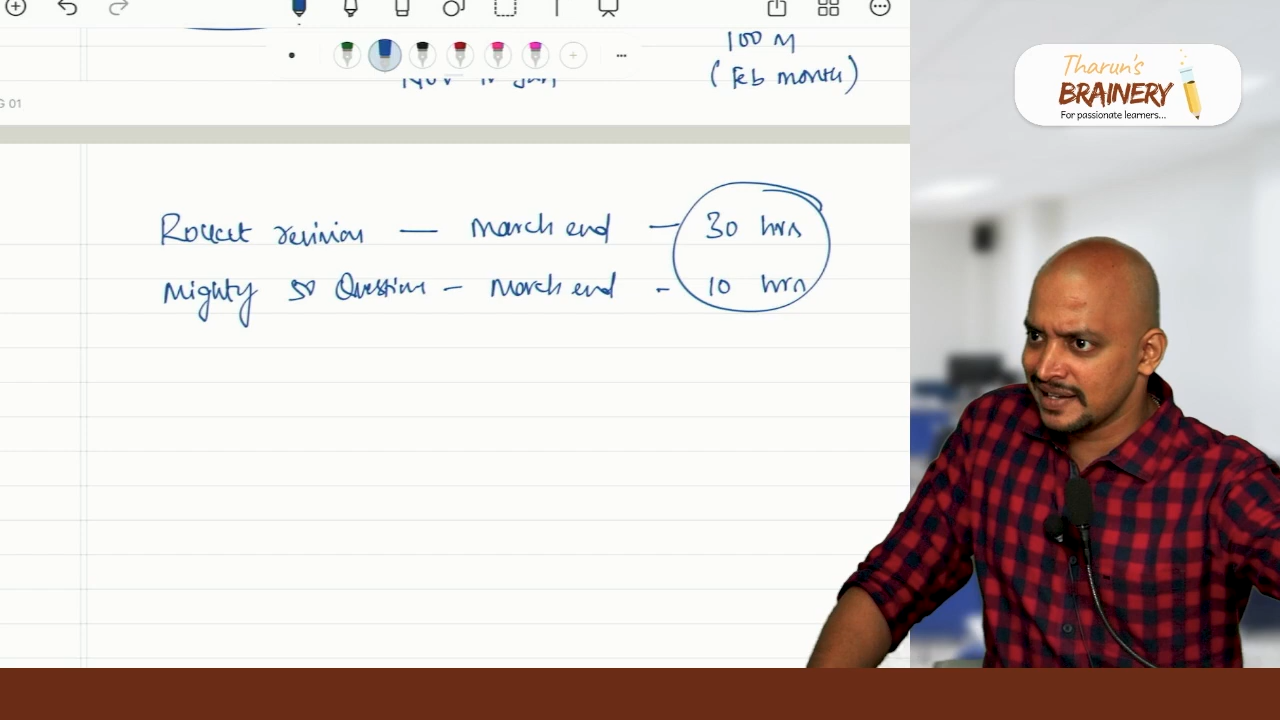 100 M
(Feb month)
G 01
Rocket revision — March end — 30 hrs
Mighty 50 Question - March end - 10 hrs
Tharun's
BRAINERY
For passionate learners...